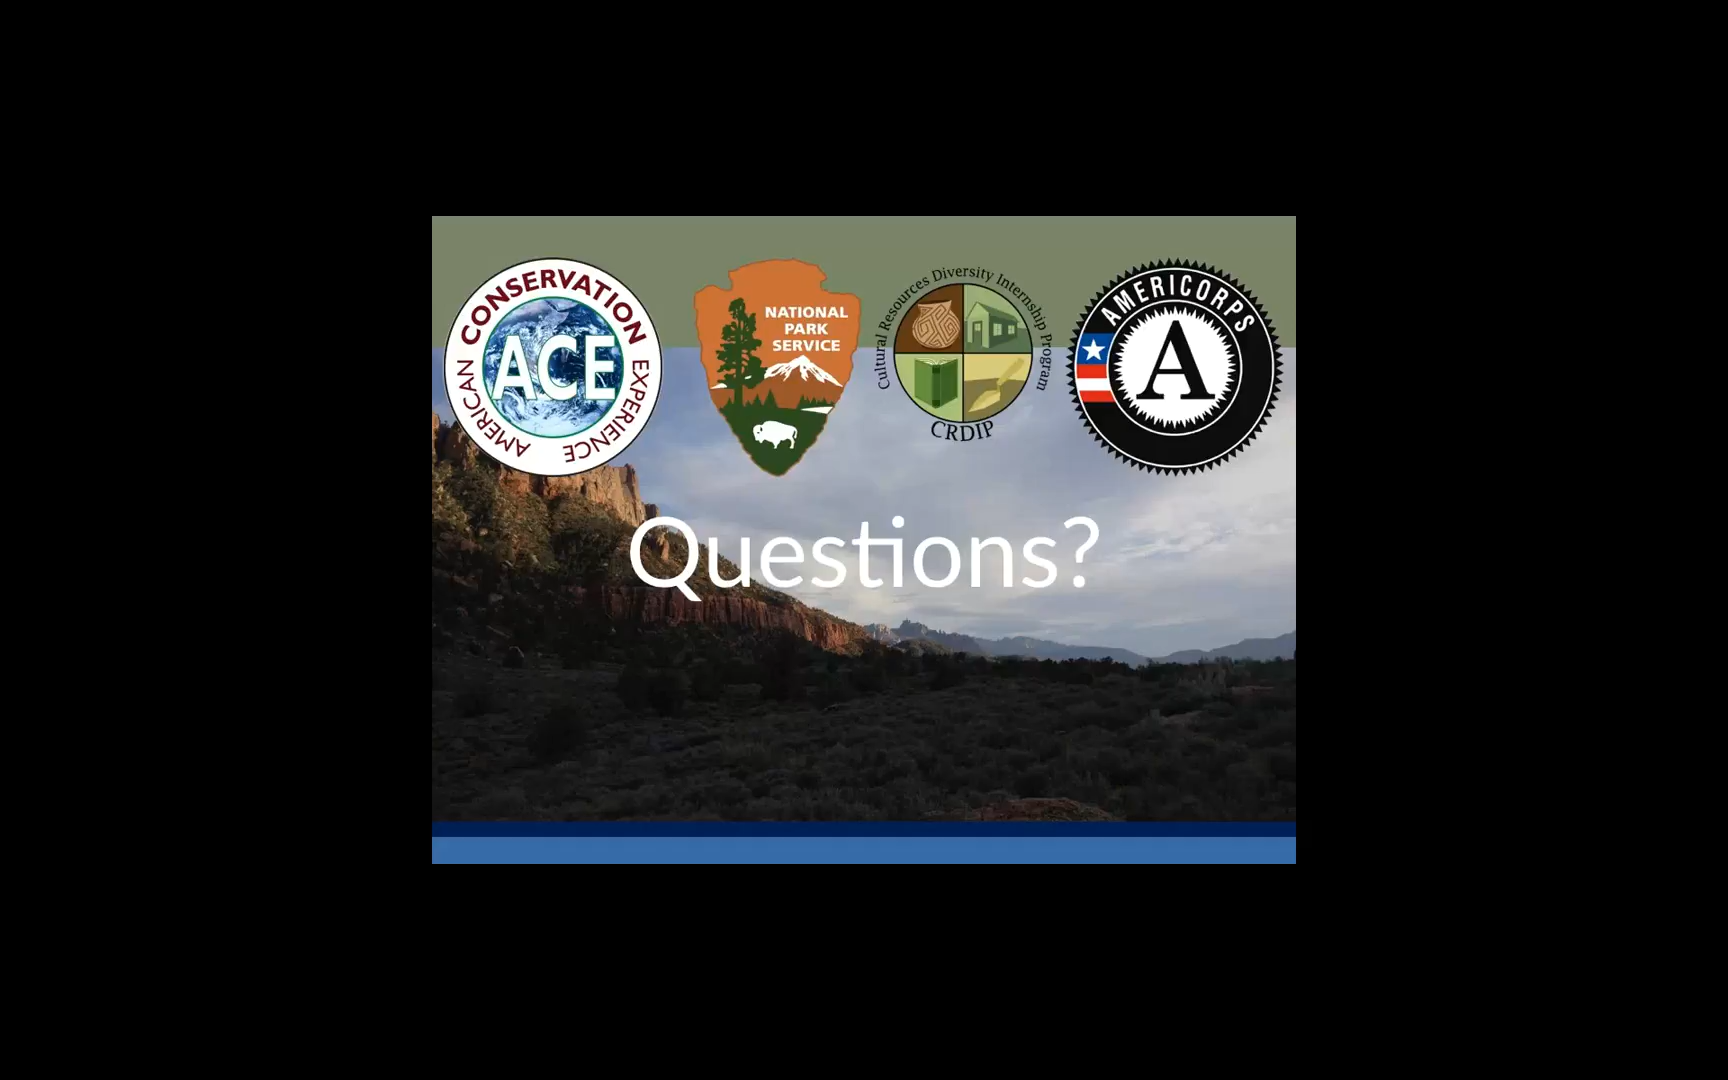 AMERICAN CONSERVATION EXPERIENCE
ACE
NATIONAL
PARK
SERVICE
Cultural Resources Diversity Internship Program
CRDIP
AMERICORPS
A
Questions?